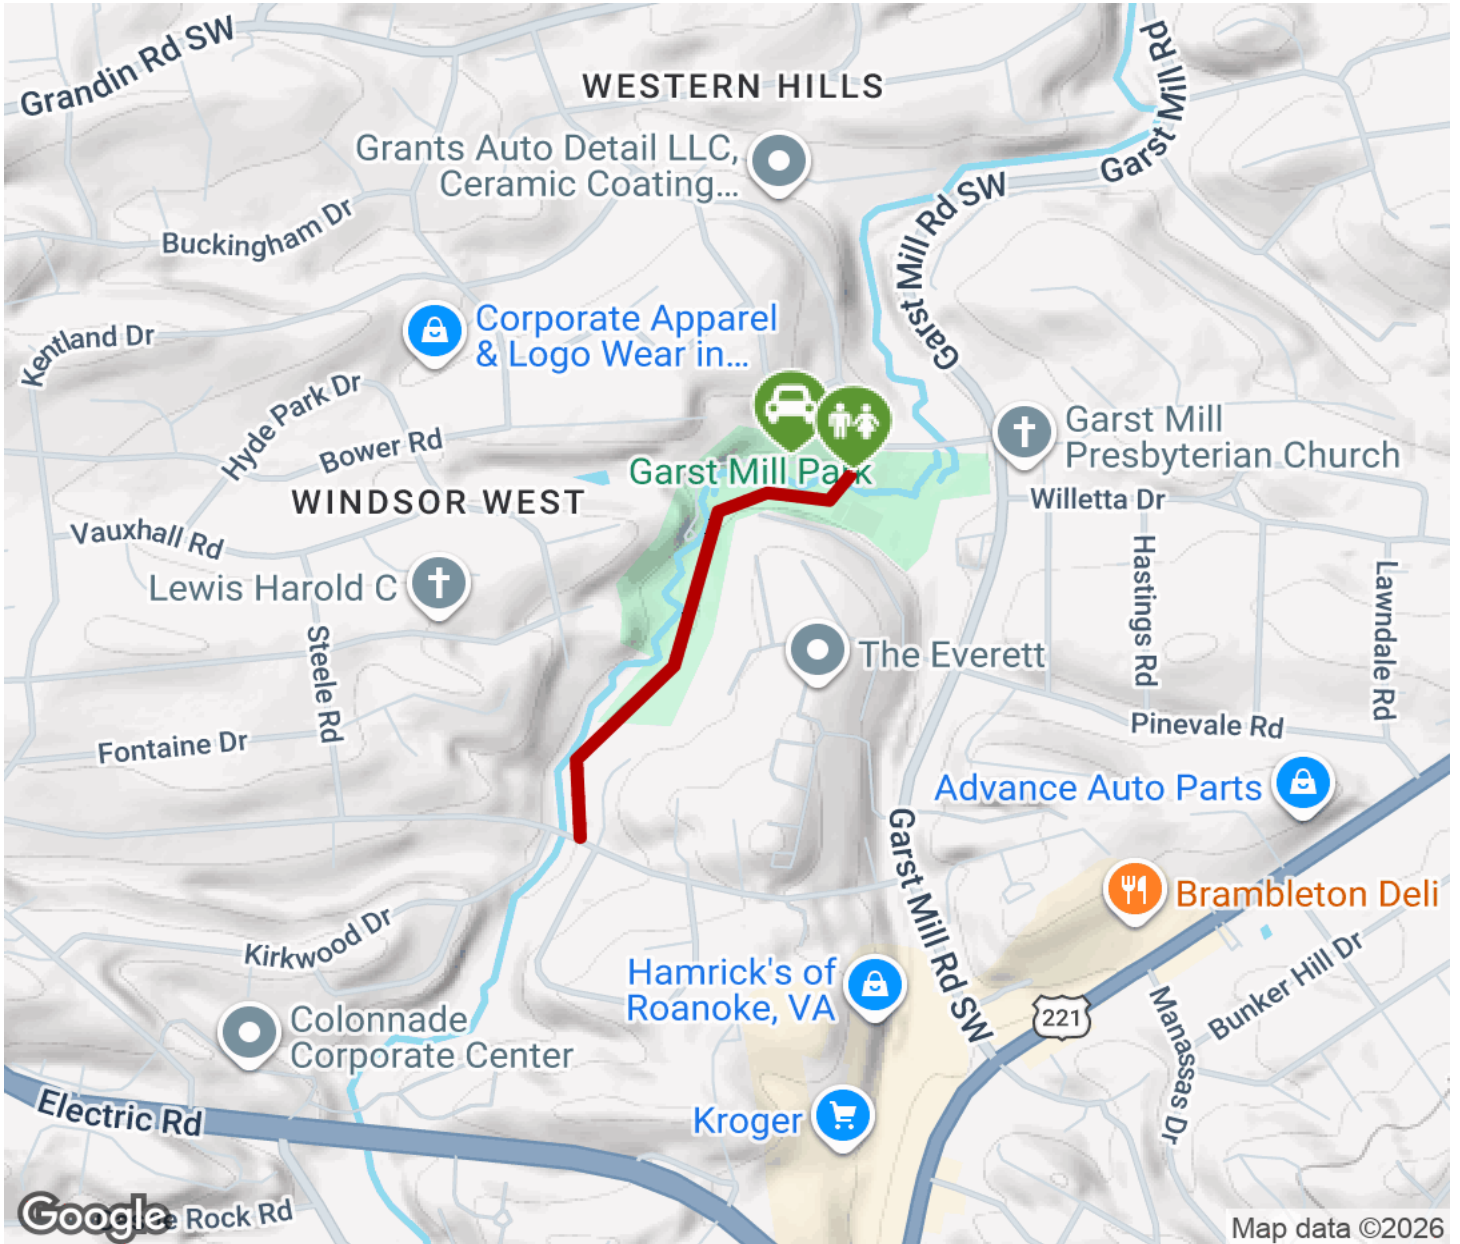 Grandin Rd SW
WESTERN HILLS
Garst Mill Rd
Grants Auto Detail LLC,
Ceramic Coating...
Garst Mill Rd SW
Buckingham Dr
Corporate Apparel
& Logo Wear in...
Kentland Dr
Hyde Park Dr
Bower Rd
Garst Mill Park
Garst Mill
Presbyterian Church
WINDSOR WEST
Willetta Dr
Vauxhall Rd
Lewis Harold C
Hastings Rd
Lawndale Rd
Steele Rd
The Everett
Fontaine Dr
Pinevale Rd
Advance Auto Parts
Garst Mill Rd SW
Brambleton Deli
Kirkwood Dr
Hamrick's of
Roanoke, VA
221
Bunker Hill Dr
Manassas Dr
Colonnade
Corporate Center
Electric Rd
Kroger
Google
Rock Rd
Map data ©2026